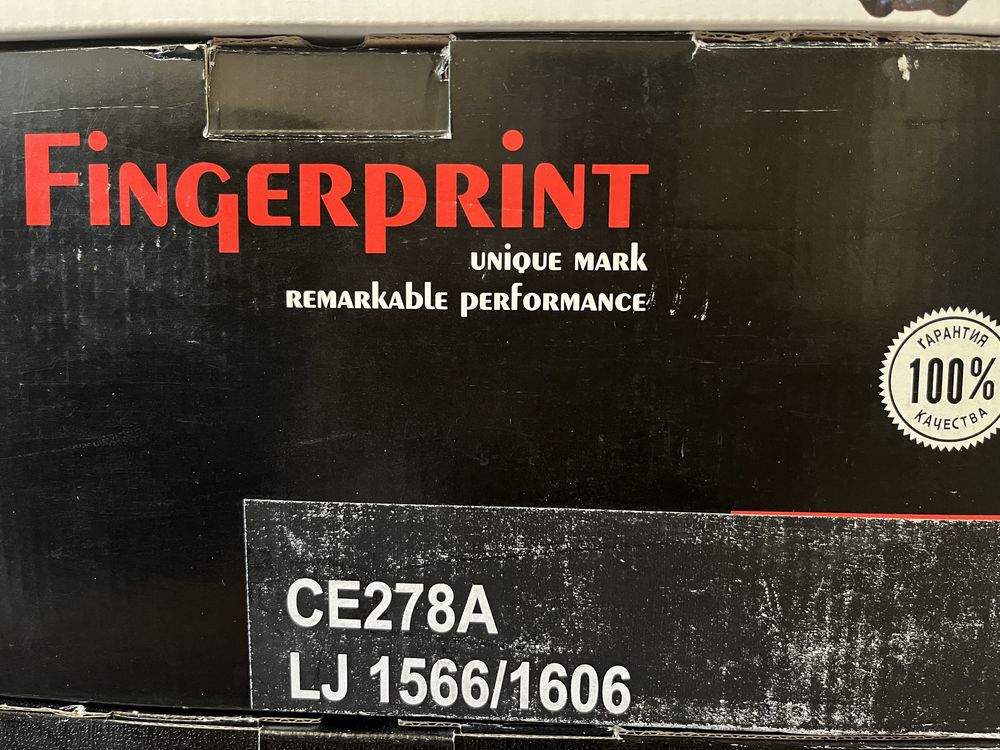 Fingerprint
unique mark
remarkable performance
ГАРАНТИЯ
100%
КАЧЕСТВА
CE278A
LJ 1566/1606